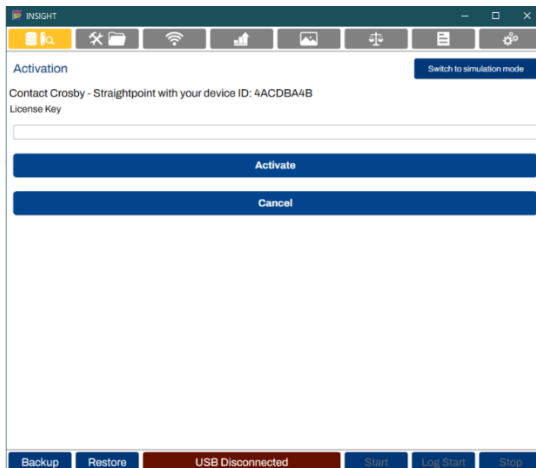 INSIGHT
Activation
Switch to simulation mode
Contact Crosby - Straightpoint with your device ID: 4ACDBA4B
License Key
Activate
Cancel
Backup Restore USB Disconnected Start Log Start Stop